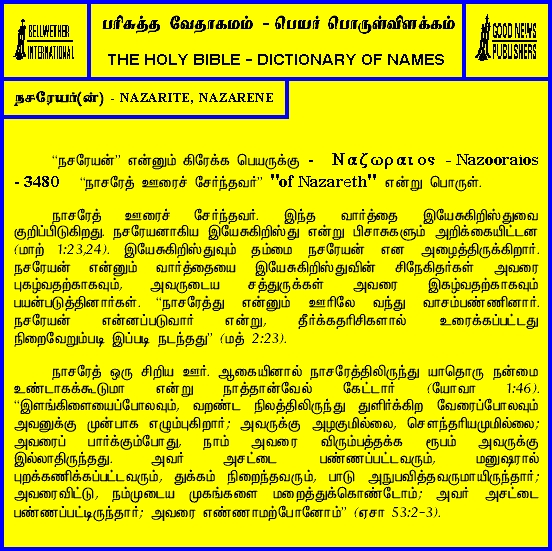 BELLWETHER
INTERNATIONAL
பரிசுத்த வேதாகமம் - பெயர் பொருள்விளக்கம்
THE HOLY BIBLE - DICTIONARY OF NAMES
GOOD NEWS
PUBLISHERS
நசரேயர்(ன்) - NAZARITE, NAZARENE
“நசரேயன்” என்னும் கிரேக்க பெயருக்கு - Ναζωραιος - Nazooraios
- 3480 “நாசரேத் ஊரைச் சேர்ந்தவர்” "of Nazareth" என்று பொருள்.
நாசரேத் ஊரைச் சேர்ந்தவர். இந்த வார்த்தை இயேசுகிறிஸ்துவை
குறிப்பிடுகிறது. நசரேயனாகிய இயேசுகிறிஸ்து என்று பிசாசுகளும் அறிக்கையிட்டன
(மாற் 1:23,24). இயேசுகிறிஸ்துவும் தம்மை நசரேயன் என அழைத்திருக்கிறார்.
நசரேயன் என்னும் வார்த்தையை இயேசுகிறிஸ்துவின் சிநேகிதர்கள் அவரை
புகழ்வதற்காகவும், அவருடைய சத்துருக்கள் அவரை இகழ்வதற்காகவும்
பயன்படுத்தினார்கள். “நாசரேத்து என்னும் ஊரிலே வந்து வாசம்பண்ணினார்.
நசரேயன் என்னப்படுவார் என்று, தீர்க்கதரிசிகளால் உரைக்கப்பட்டது
நிறைவேறும்படி இப்படி நடந்தது” (மத் 2:23).
நாசரேத் ஒரு சிறிய ஊர். ஆகையினால் நாசரேத்திலிருந்து யாதொரு நன்மை
உண்டாகக்கூடுமா என்று நாத்தான்வேல் கேட்டார் (யோவா 1:46).
“இளங்கிளையைப்போலவும், வறண்ட நிலத்திலிருந்து துளிர்க்கிற வேரைப்போலவும்
அவனுக்கு முன்பாக எழும்புகிறார்; அவருக்கு அழகுமில்லை, சௌந்தரியமுமில்லை;
அவரைப் பார்க்கும்போது, நாம் அவரை விரும்பத்தக்க ரூபம் அவருக்கு
இல்லாதிருந்தது. அவர் அசட்டை பண்ணப்பட்டவரும், மனுஷரால்
புறக்கணிக்கப்பட்டவரும், துக்கம் நிறைந்தவரும், பாடு அநுபவித்தவருமாயிருந்தார்;
அவரைவிட்டு, நம்முடைய முகங்களை மறைத்துக்கொண்டோம்; அவர் அசட்டை
பண்ணப்பட்டிருந்தார்; அவரை எண்ணாமற்போனோம்” (ஏசா 53:2-3).